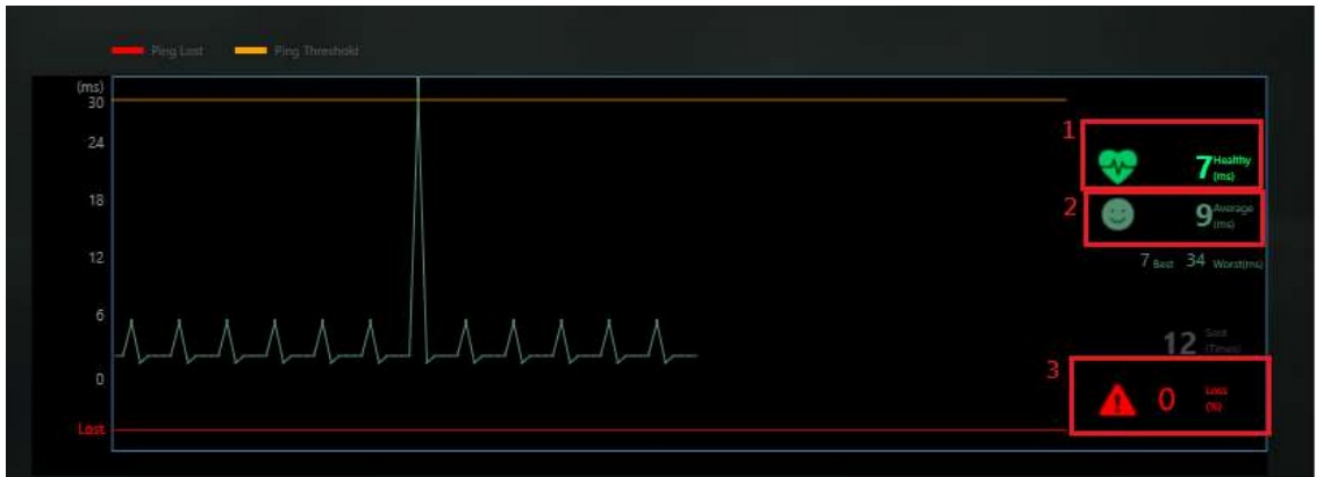 Ping Lost Ping Threshold
(ms)
30
24
18
12
6
0
Lost
1
7 Healthy
(ms)
2
9 Average
(ms)
7 Best 34 Worst(ms)
12 Sent
(Times)
3
0 Loss
(%)